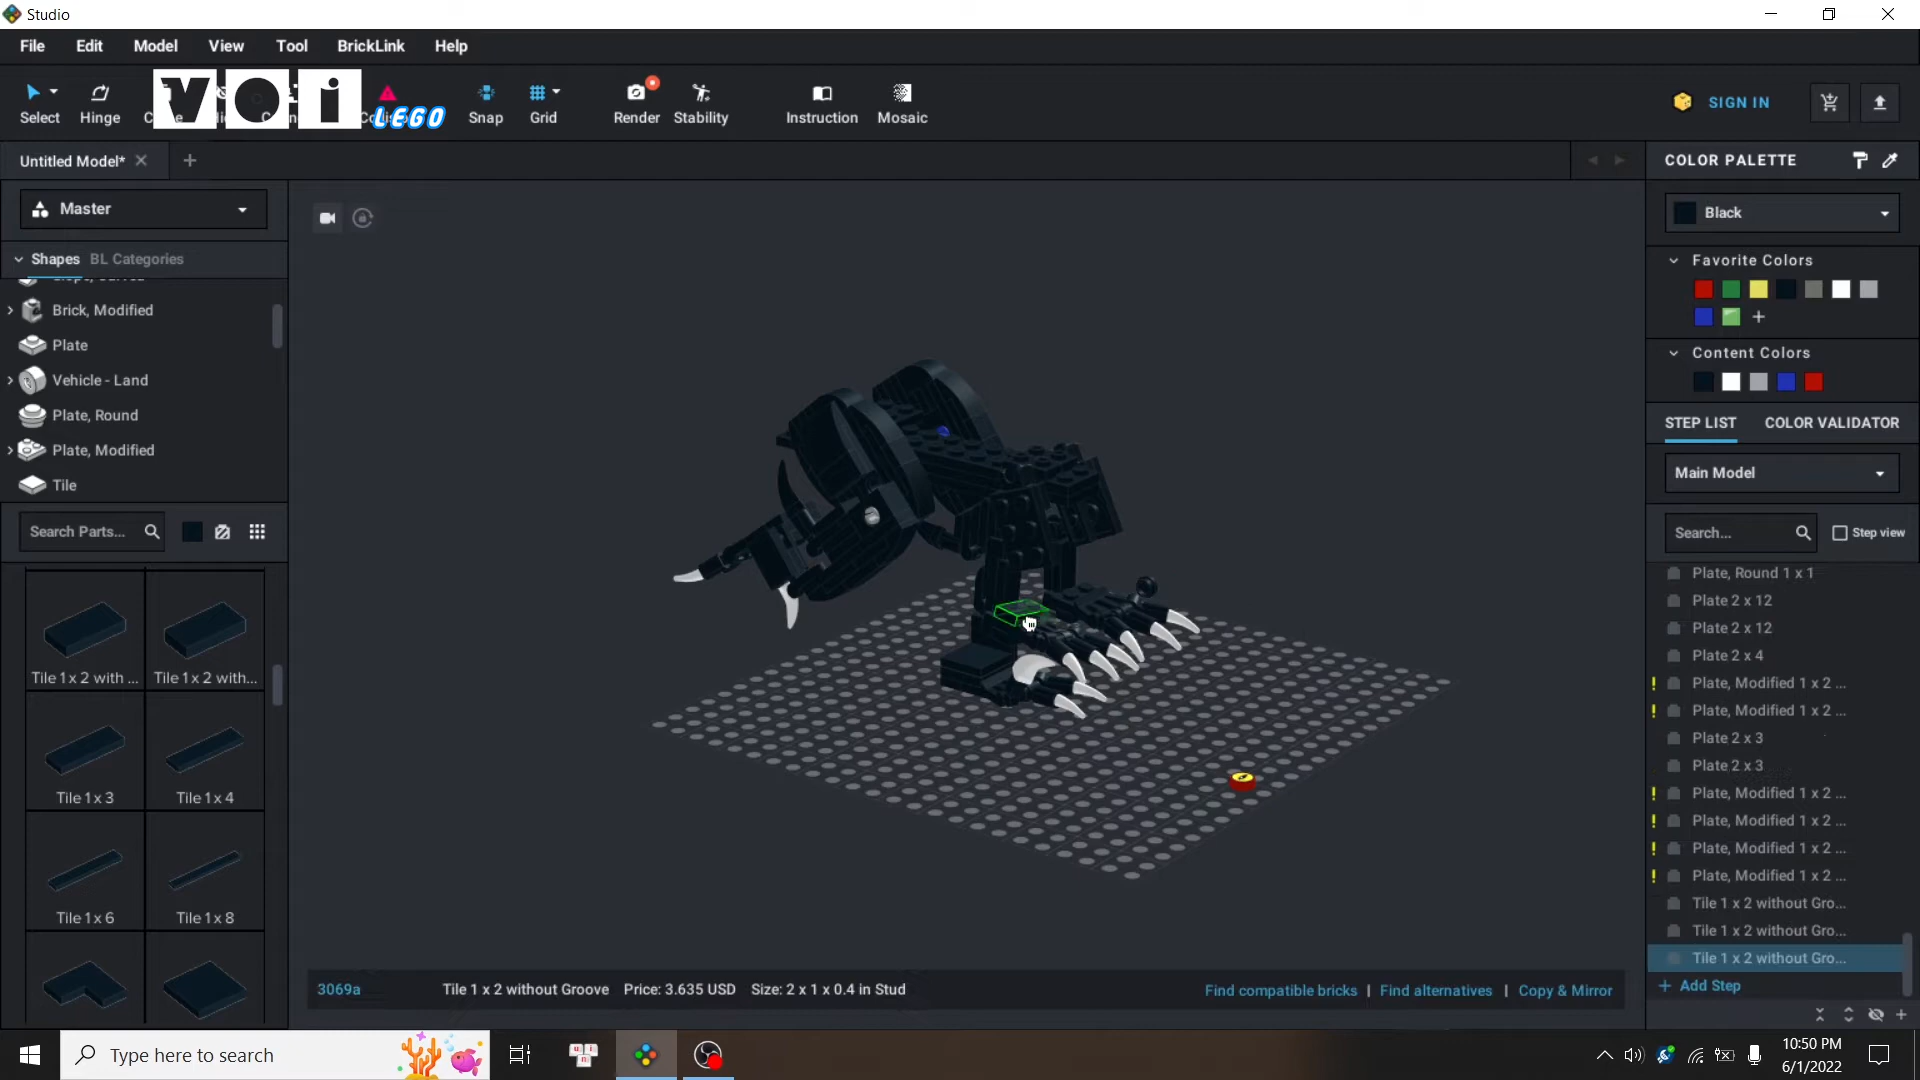 Studio
File Edit Model View Tool BrickLink Help
Voi LEGO
Select Hinge Snap Grid Render Stability Instruction Mosaic
SIGN IN
Untitled Model*
COLOR PALETTE
Master
Black
Shapes BL Categories
Favorite Colors
Brick, Modified
Plate
Content Colors
Vehicle - Land
Plate, Round
STEP LIST COLOR VALIDATOR
Plate, Modified
Main Model
Tile
Search Parts...
Search... Step view
Plate, Round 1 x 1
Plate 2 x 12
Plate 2 x 12
Plate 2 x 4
Tile 1 x 2 with ... Tile 1 x 2 with...
! Plate, Modified 1 x 2 ...
! Plate, Modified 1 x 2 ...
Plate 2 x 3
Plate 2 x 3
Tile 1 x 3 Tile 1 x 4
! Plate, Modified 1 x 2 ...
! Plate, Modified 1 x 2 ...
! Plate, Modified 1 x 2 ...
! Plate, Modified 1 x 2 ...
Tile 1 x 2 without Gro...
Tile 1 x 6 Tile 1 x 8
Tile 1 x 2 without Gro...
Tile 1 x 2 without Gro...
+ Add Step
3069a Tile 1 x 2 without Groove Price: 3.635 USD Size: 2 x 1 x 0.4 in Stud Find compatible bricks | Find alternatives | Copy & Mirror
Type here to search
10:50 PM
6/1/2022